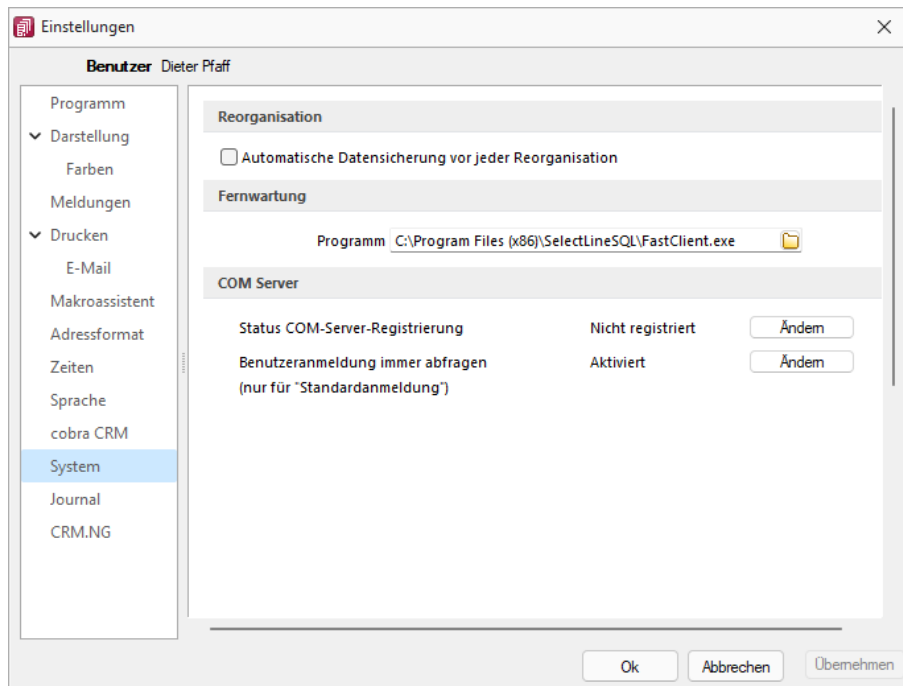 Einstellungen
Benutzer Dieter Pfaff
Programm
Darstellung
Farben
Meldungen
Drucken
E-Mail
Makroassistent
Adressformat
Zeiten
Sprache
cobra CRM
System
Journal
CRM.NG
Reorganisation
Automatische Datensicherung vor jeder Reorganisation
Fernwartung
Programm C:\Program Files (x86)\SelectLineSQL\FastClient.exe
COM Server
Status COM-Server-Registrierung Nicht registriert Ändern
Benutzeranmeldung immer abfragen Aktiviert Ändern
(nur für "Standardanmeldung")
Ok Abbrechen Übernehmen